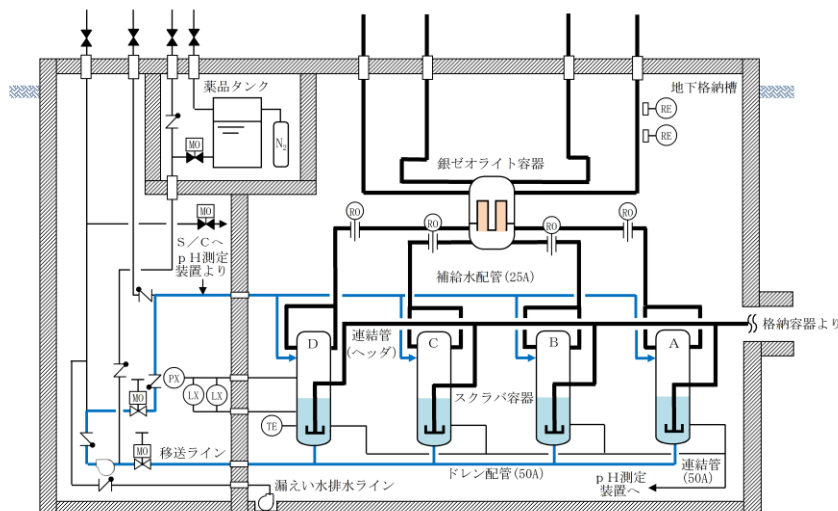 薬品タンク
地下格納槽
MO
N₂
RE
RE
銀ゼオライト容器
MO
S/Cへ
pH測定
装置より
RO
RO
RO
RO
補給水配管(25A)
連結管
(ヘッダ)
格納容器より
D
C
B
A
PX
LX
LX
MO
スクラバ容器
TE
移送ライン
MO
ドレン配管(50A)
pH測定
装置へ
連結管
(50A)
漏えい水排水ライン